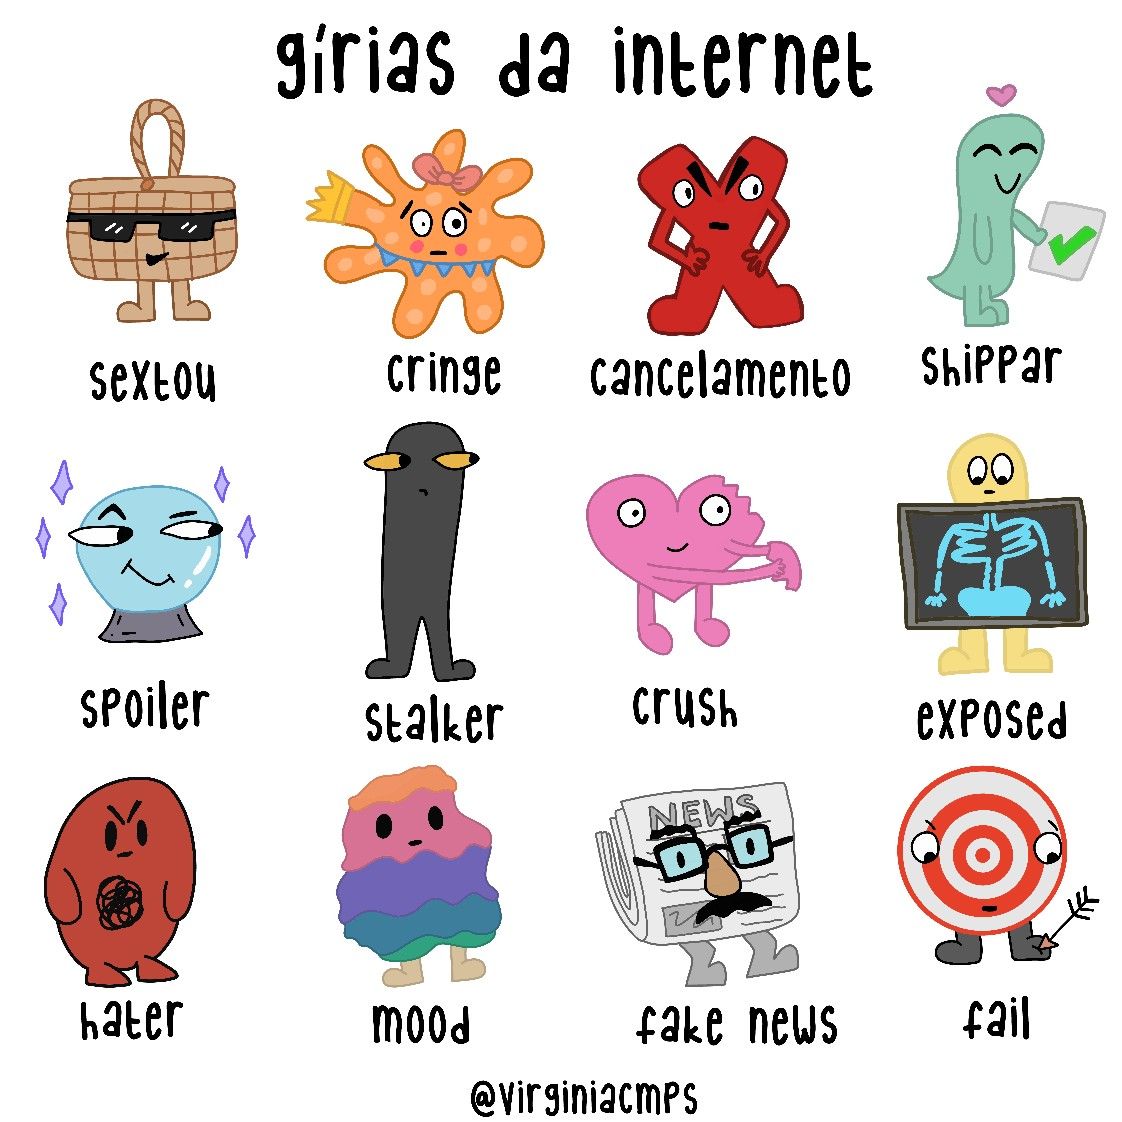 gírias da internet
sextou
cringe
cancelamento
shippar
spoiler
stalker
crush
exposed
NEWS
hater
mood
fake news
fail
@virginiacmps